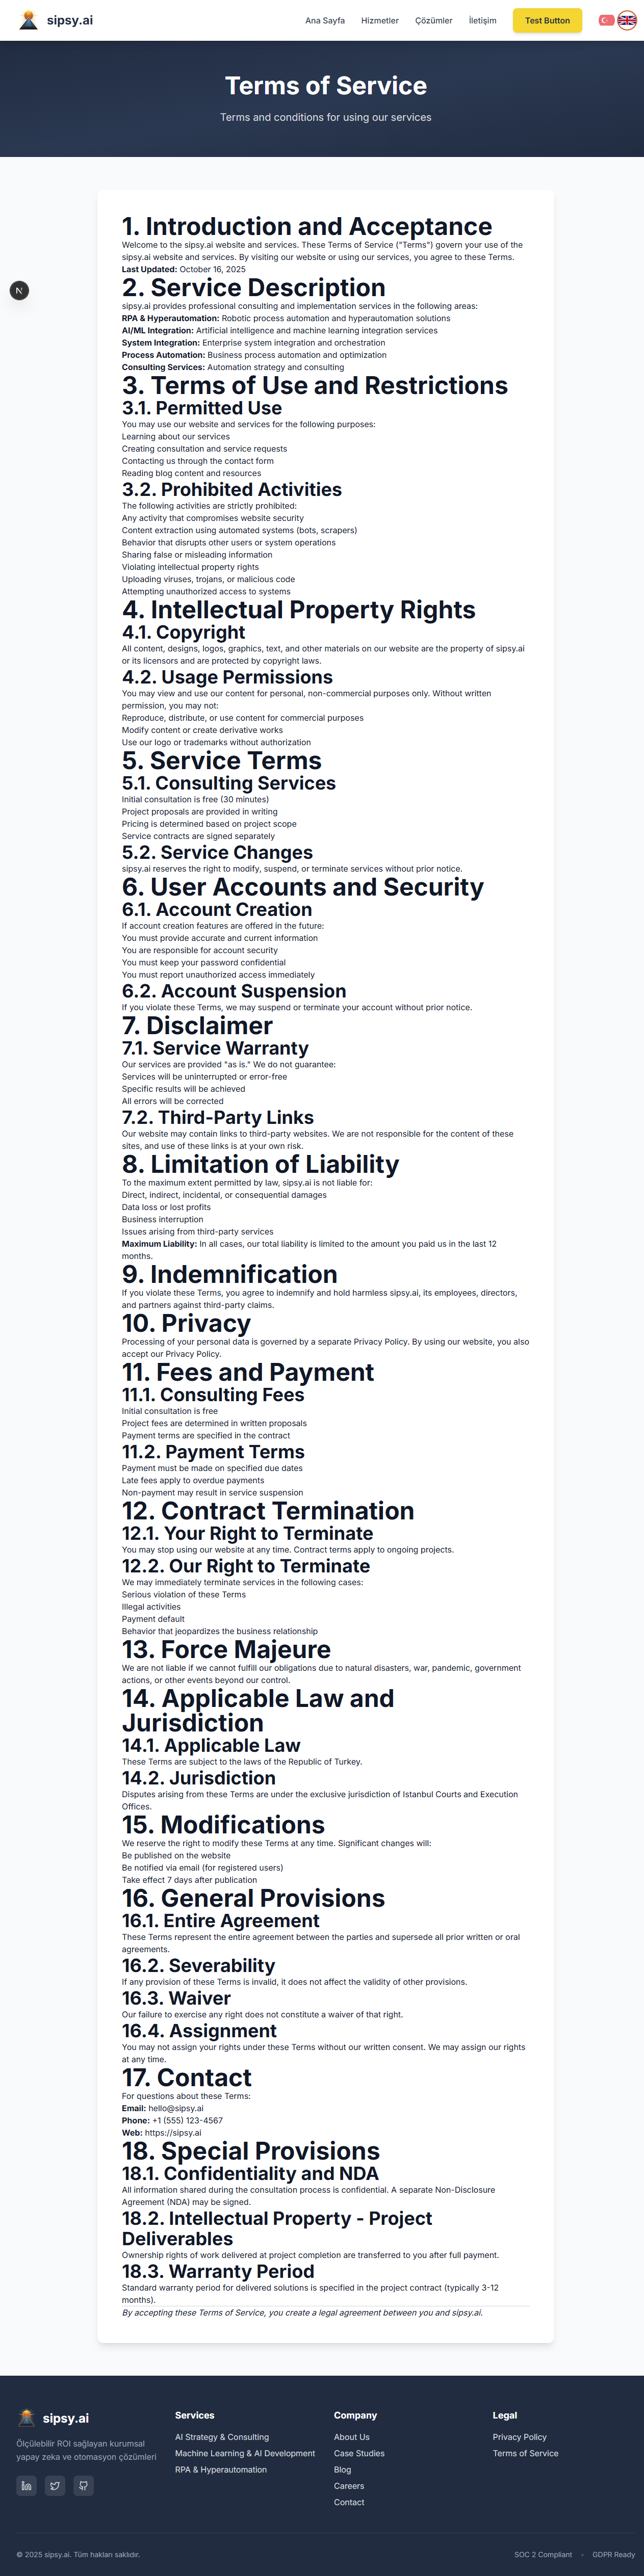 sipsy.ai
Ana Sayfa
Hizmetler
Çözümler
İletişim
Test Button
Terms of Service
Terms and conditions for using our services
N
1. Introduction and Acceptance
Welcome to the sipsy.ai website and services. These Terms of Service ("Terms") govern your use of the
sipsy.ai website and services. By visiting our website or using our services, you agree to these Terms.
Last Updated: October 16, 2025
2. Service Description
sipsy.ai provides professional consulting and implementation services in the following areas:
RPA & Hyperautomation: Robotic process automation and hyperautomation solutions
AI/ML Integration: Artificial intelligence and machine learning integration services
System Integration: Enterprise system integration and orchestration
Process Automation: Business process automation and optimization
Consulting Services: Automation strategy and consulting
3. Terms of Use and Restrictions
3.1. Permitted Use
You may use our website and services for the following purposes:
Learning about our services
Creating consultation and service requests
Contacting us through the contact form
Reading blog content and resources
3.2. Prohibited Activities
The following activities are strictly prohibited:
Any activity that compromises website security
Content extraction using automated systems (bots, scrapers)
Behavior that disrupts other users or system operations
Sharing false or misleading information
Violating intellectual property rights
Uploading viruses, trojans, or malicious code
Attempting unauthorized access to systems
4. Intellectual Property Rights
4.1. Copyright
All content, designs, logos, graphics, text, and other materials on our website are the property of sipsy.ai
or its licensors and are protected by copyright laws.
4.2. Usage Permissions
You may view and use our content for personal, non-commercial purposes only. Without written
permission, you may not:
Reproduce, distribute, or use content for commercial purposes
Modify content or create derivative works
Use our logo or trademarks without authorization
5. Service Terms
5.1. Consulting Services
Initial consultation is free (30 minutes)
Project proposals are provided in writing
Pricing is determined based on project scope
Service contracts are signed separately
5.2. Service Changes
sipsy.ai reserves the right to modify, suspend, or terminate services without prior notice.
6. User Accounts and Security
6.1. Account Creation
If account creation features are offered in the future:
You must provide accurate and current information
You are responsible for account security
You must keep your password confidential
You must report unauthorized access immediately
6.2. Account Suspension
If you violate these Terms, we may suspend or terminate your account without prior notice.
7. Disclaimer
7.1. Service Warranty
Our services are provided "as is." We do not guarantee:
Services will be uninterrupted or error-free
Specific results will be achieved
All errors will be corrected
7.2. Third-Party Links
Our website may contain links to third-party websites. We are not responsible for the content of these
sites, and use of these links is at your own risk.
8. Limitation of Liability
To the maximum extent permitted by law, sipsy.ai is not liable for:
Direct, indirect, incidental, or consequential damages
Data loss or lost profits
Business interruption
Issues arising from third-party services
Maximum Liability: In all cases, our total liability is limited to the amount you paid us in the last 12
months.
9. Indemnification
If you violate these Terms, you agree to indemnify and hold harmless sipsy.ai, its employees, directors,
and partners against third-party claims.
10. Privacy
Processing of your personal data is governed by a separate Privacy Policy. By using our website, you also
accept our Privacy Policy.
11. Fees and Payment
11.1. Consulting Fees
Initial consultation is free
Project fees are determined in written proposals
Payment terms are specified in the contract
11.2. Payment Terms
Payment must be made on specified due dates
Late fees apply to overdue payments
Non-payment may result in service suspension
12. Contract Termination
12.1. Your Right to Terminate
You may stop using our website at any time. Contract terms apply to ongoing projects.
12.2. Our Right to Terminate
We may immediately terminate services in the following cases:
Serious violation of these Terms
Illegal activities
Payment default
Behavior that jeopardizes the business relationship
13. Force Majeure
We are not liable if we cannot fulfill our obligations due to natural disasters, war, pandemic, government
actions, or other events beyond our control.
14. Applicable Law and
Jurisdiction
14.1. Applicable Law
These Terms are subject to the laws of the Republic of Turkey.
14.2. Jurisdiction
Disputes arising from these Terms are under the exclusive jurisdiction of Istanbul Courts and Execution
Offices.
15. Modifications
We reserve the right to modify these Terms at any time. Significant changes will:
Be published on the website
Be notified via email (for registered users)
Take effect 7 days after publication
16. General Provisions
16.1. Entire Agreement
These Terms represent the entire agreement between the parties and supersede all prior written or oral
agreements.
16.2. Severability
If any provision of these Terms is invalid, it does not affect the validity of other provisions.
16.3. Waiver
Our failure to exercise any right does not constitute a waiver of that right.
16.4. Assignment
You may not assign your rights under these Terms without our written consent. We may assign our rights
at any time.
17. Contact
For questions about these Terms:
Email: hello@sipsy.ai
Phone: +1 (555) 123-4567
Web: https://sipsy.ai
18. Special Provisions
18.1. Confidentiality and NDA
All information shared during the consultation process is confidential. A separate Non-Disclosure
Agreement (NDA) may be signed.
18.2. Intellectual Property - Project
Deliverables
Ownership rights of work delivered at project completion are transferred to you after full payment.
18.3. Warranty Period
Standard warranty period for delivered solutions is specified in the project contract (typically 3-12
months).
By accepting these Terms of Service, you create a legal agreement between you and sipsy.ai.
sipsy.ai
Ölçülebilir ROI sağlayan kurumsal
yapay zeka ve otomasyon çözümleri
Services
AI Strategy & Consulting
Machine Learning & AI Development
RPA & Hyperautomation
Company
About Us
Case Studies
Blog
Careers
Contact
Legal
Privacy Policy
Terms of Service
© 2025 sipsy.ai. Tüm hakları saklıdır.
SOC 2 Compliant • GDPR Ready